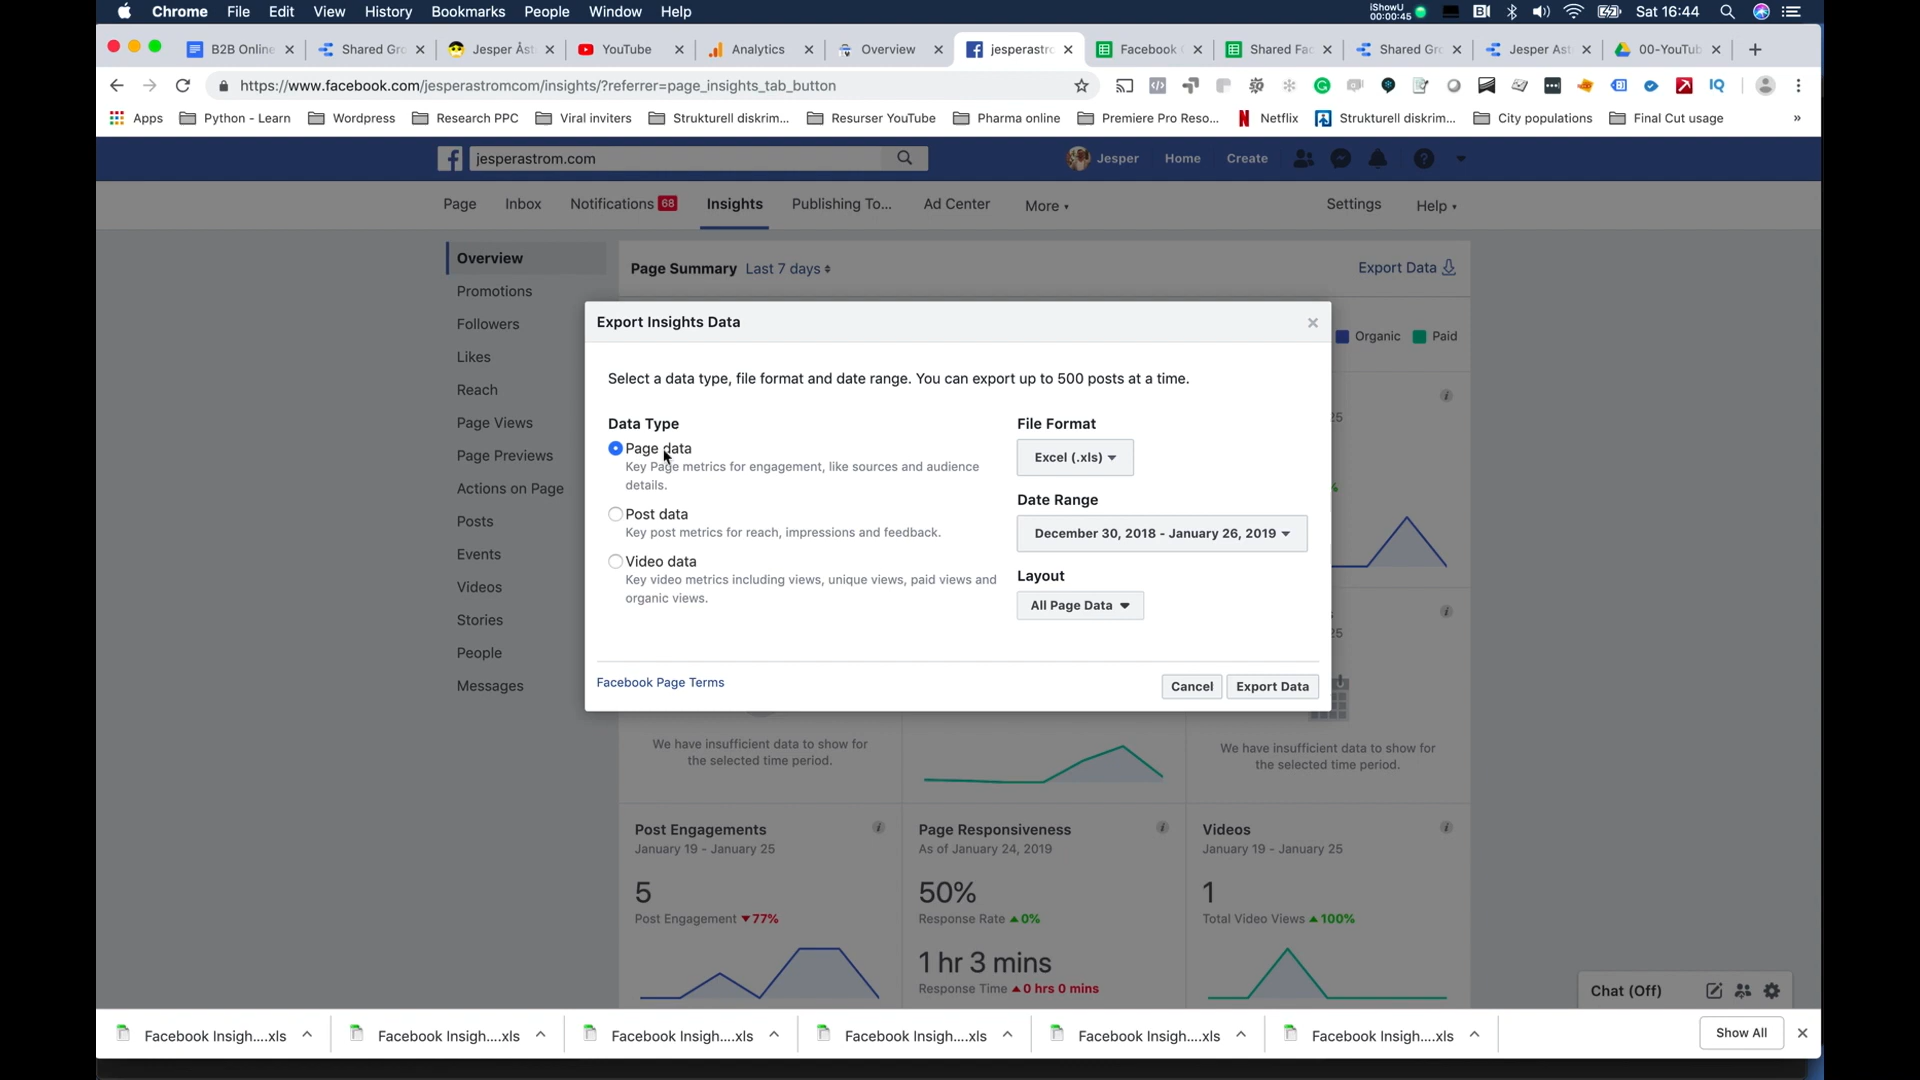 Chrome File Edit View History Bookmarks People Window Help
iShowU
00:00:45
Sat 16:44
B2B Online
Shared Gro
Jesper Åst
YouTube
Analytics
Overview
jesperastro
Facebook
Shared Fac
Shared Gro
Jesper Ast
00-YouTub
https://www.facebook.com/jesperastromcom/insights/?referrer=page_insights_tab_button
Apps Python - Learn Wordpress Research PPC Viral inviters Strukturell diskrim... Resurser YouTube Pharma online Premiere Pro Reso... Netflix Strukturell diskrim... City populations Final Cut usage »
jesperastrom.com
Jesper Home Create
Page Inbox Notifications 68 Insights Publishing To... Ad Center More Settings Help
Overview
Promotions
Followers
Likes
Reach
Page Views
Page Previews
Actions on Page
Posts
Events
Videos
Stories
People
Messages
Page Summary Last 7 days
Export Data
Organic Paid
25
Export Insights Data
Select a data type, file format and date range. You can export up to 500 posts at a time.
Data Type
Page data
Key Page metrics for engagement, like sources and audience
details.
Post data
Key post metrics for reach, impressions and feedback.
Video data
Key video metrics including views, unique views, paid views and
organic views.
File Format
Excel (.xls)
Date Range
December 30, 2018 - January 26, 2019
Layout
All Page Data
%
25
Facebook Page Terms
Cancel Export Data
We have insufficient data to show for
the selected time period.
We have insufficient data to show for
the selected time period.
Post Engagements
January 19 - January 25
5
Post Engagement ▼77%
Page Responsiveness
As of January 24, 2019
50%
Response Rate ▲0%
1 hr 3 mins
Response Time ▲0 hrs 0 mins
Videos
January 19 - January 25
1
Total Video Views ▲100%
Chat (Off)
Facebook Insigh....xls
Facebook Insigh....xls
Facebook Insigh....xls
Facebook Insigh....xls
Facebook Insigh....xls
Facebook Insigh....xls
Show All